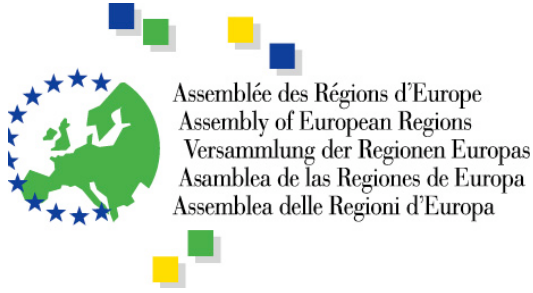 Assemblée des Régions d'Europe
Assembly of European Regions
Versammlung der Regionen Europas
Asamblea de las Regiones de Europa
Assemblea delle Regioni d'Europa